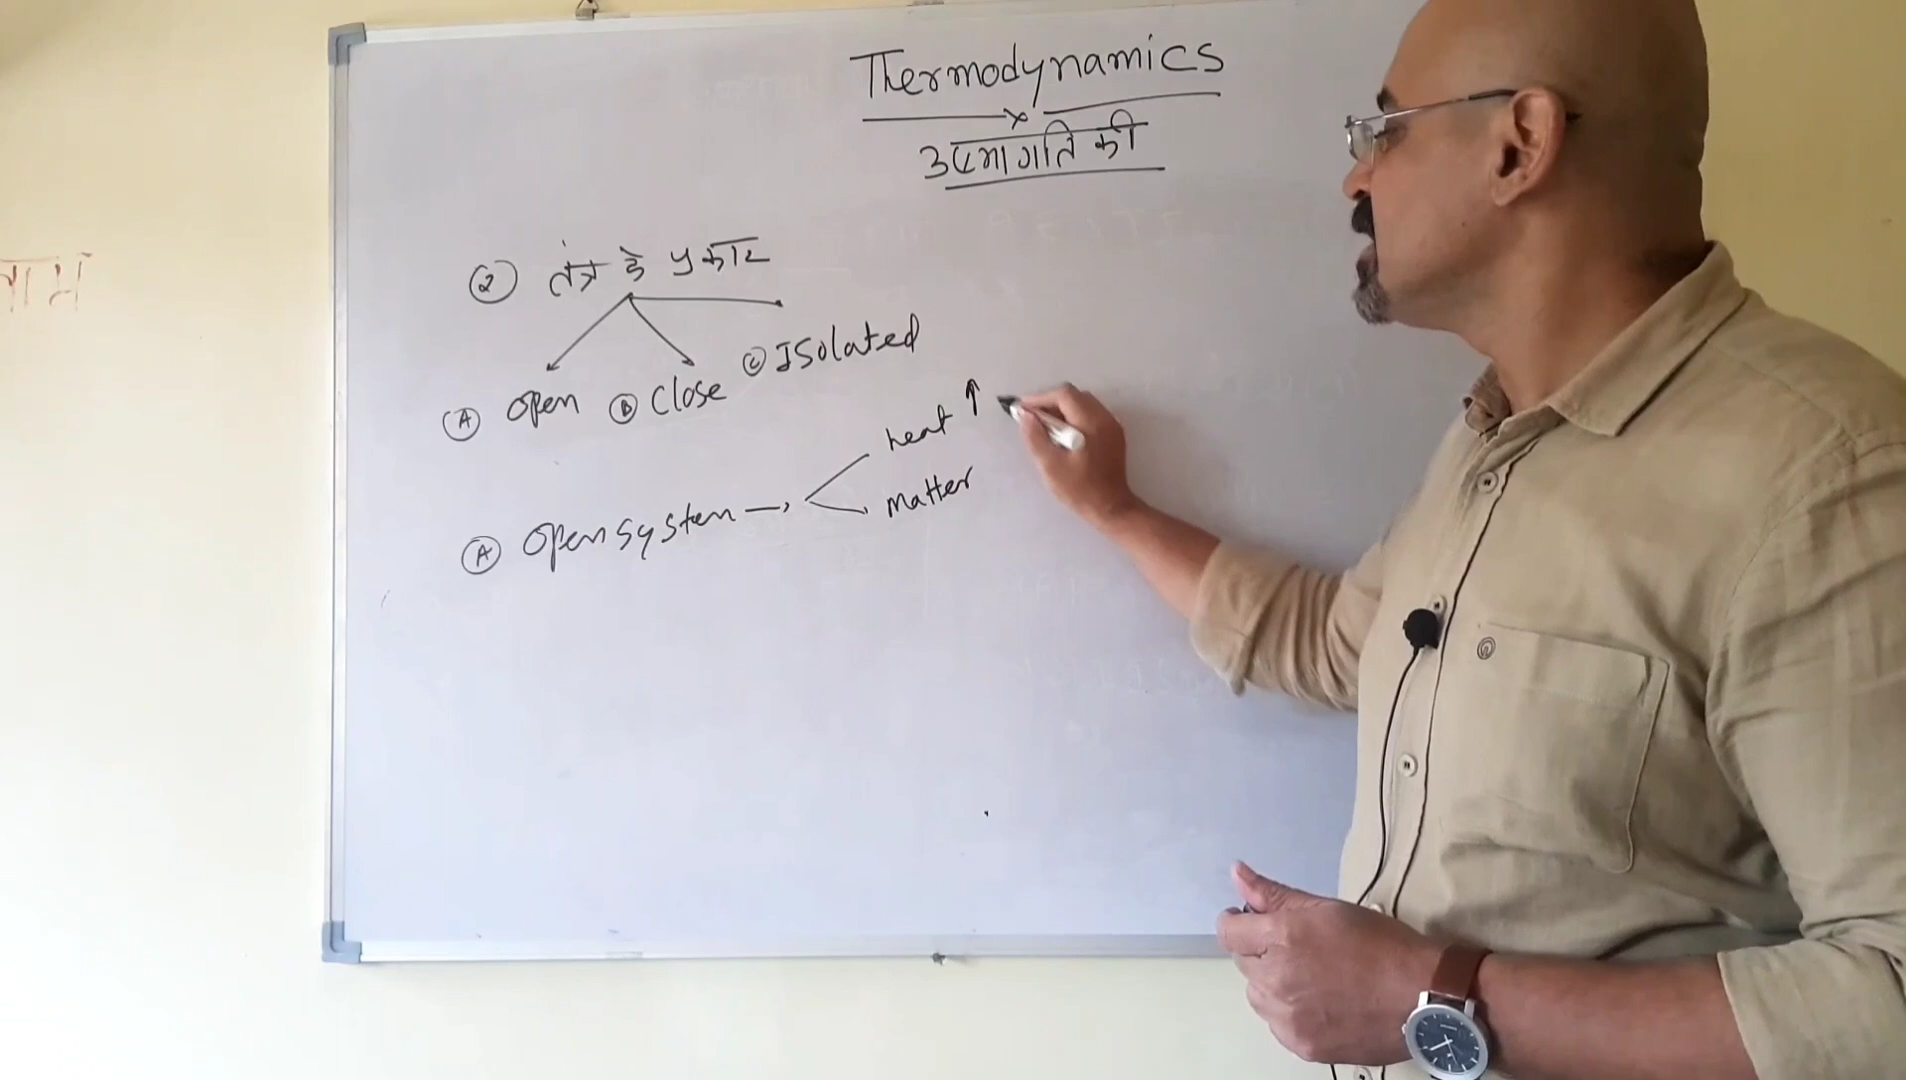 Thermodynamics
उष्मागतिकी
② तंत्र के प्रकार
Ⓐ open Ⓑ Close Ⓒ Isolated
Ⓐ open system →
heat ↑
matter